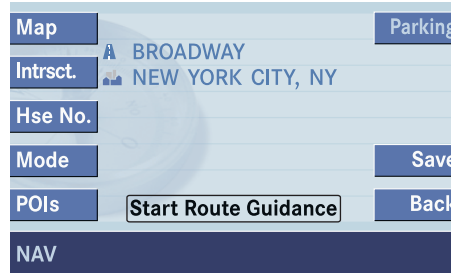 Map
Parking
BROADWAY
Intrsct.
NEW YORK CITY, NY
Hse No.
Mode
Save
POIs
Start Route Guidance
Back
NAV